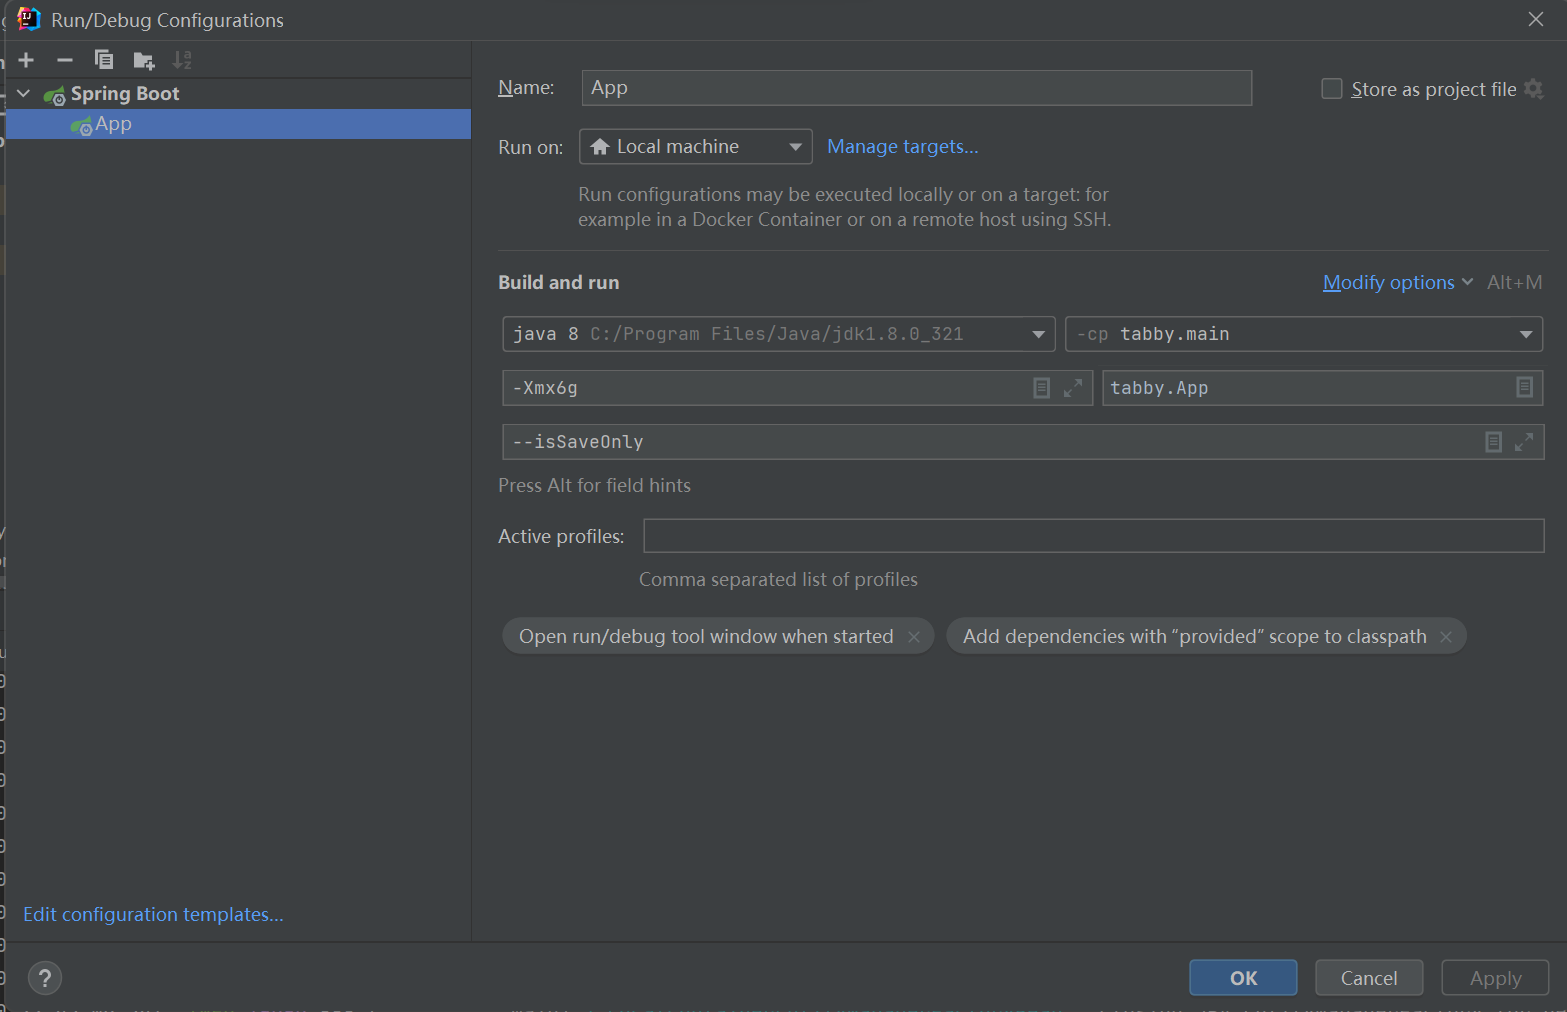 Run/Debug Configurations
Spring Boot
App
Name: App
Store as project file
Run on: Local machine Manage targets...
Run configurations may be executed locally or on a target: for
example in a Docker Container or on a remote host using SSH.
Build and run
Modify options Alt+M
java 8 C:/Program Files/Java/jdk1.8.0_321
-cp tabby.main
-Xmx6g
tabby.App
--isSaveOnly
Press Alt for field hints
Active profiles:
Comma separated list of profiles
Open run/debug tool window when started
Add dependencies with “provided” scope to classpath
Edit configuration templates...
?
OK
Cancel
Apply